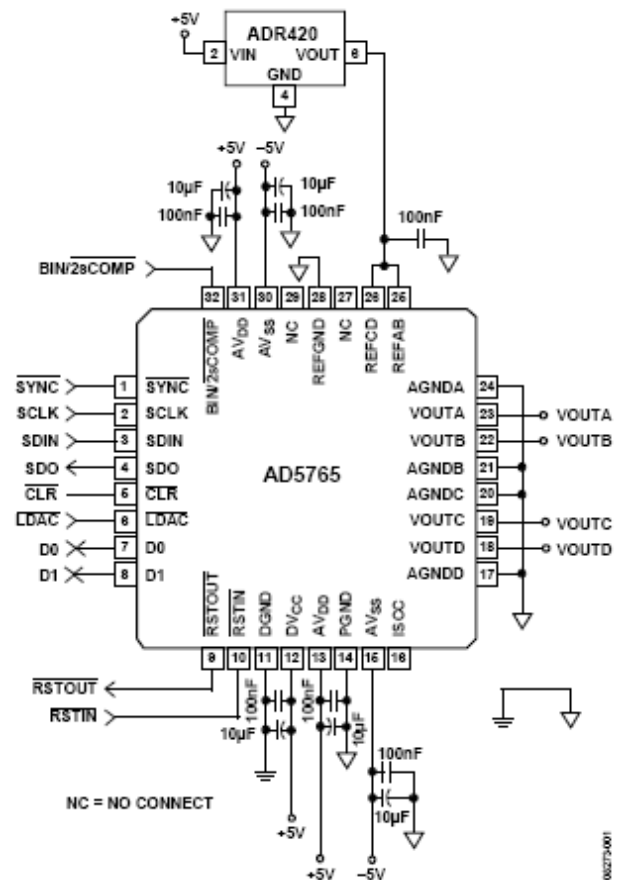 +5V
ADR420
2 VIN VOUT 6
GND
4
+5V -5V
10µF 10µF
100nF 100nF
100nF
BIN/2sCOMP
32 31 30 29 28 27 26 25
BIN/2sCOMP AVDD AVSS NC REFGND NC REFCD REFAB
SYNC 1 SYNC AGNDA 24
SCLK 2 SCLK VOUTA 23 VOUTA
SDIN 3 SDIN VOUTB 22 VOUTB
SDO 4 SDO AGNDB 21
AD5765
CLR 5 CLR AGNDC 20
LDAC 6 LDAC VOUTC 19 VOUTC
D0 7 D0 VOUTD 18 VOUTD
D1 8 D1 AGNDD 17
RSTOUT RSTIN DGND DVCC AVDD PGND AVSS ISCC
9 10 11 12 13 14 15 16
RSTOUT
RSTIN
100nF 100nF
10µF 10µF
100nF
10µF
NC = NO CONNECT
+5V
+5V -5V
06273-001